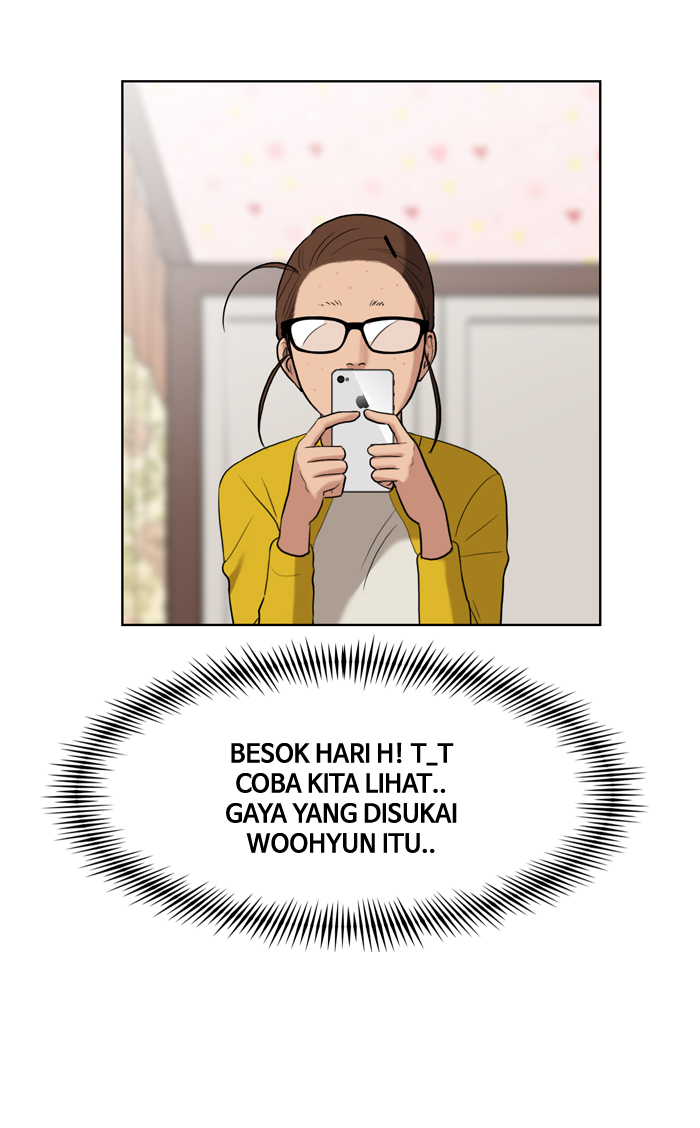 BESOK HARI H! T_T
COBA KITA LIHAT..
GAYA YANG DISUKAI
WOOHYUN ITU..